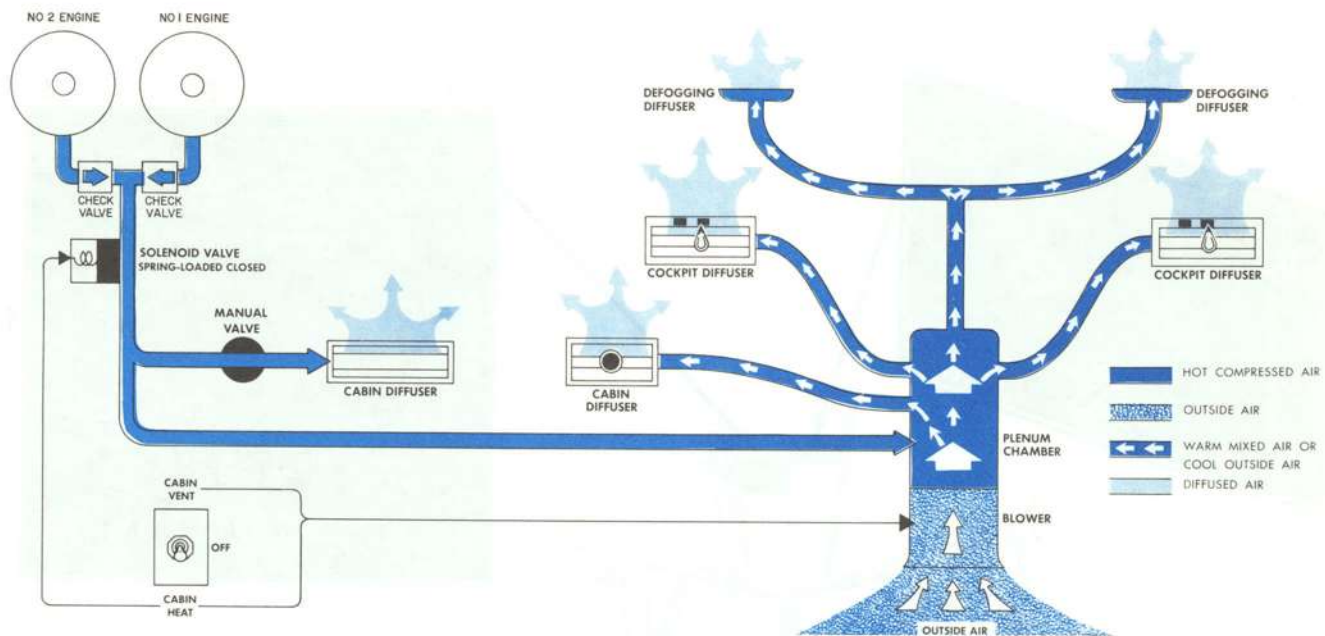 NO 2 ENGINE
NO 1 ENGINE
CHECK
VALVE
CHECK
VALVE
SOLENOID VALVE
SPRING-LOADED CLOSED
MANUAL
VALVE
CABIN DIFFUSER
CABIN
VENT
OFF
CABIN
HEAT
DEFOGGING
DIFFUSER
DEFOGGING
DIFFUSER
COCKPIT DIFFUSER
COCKPIT DIFFUSER
CABIN
DIFFUSER
PLENUM
CHAMBER
BLOWER
OUTSIDE AIR
HOT COMPRESSED AIR
OUTSIDE AIR
WARM MIXED AIR OR
COOL OUTSIDE AIR
DIFFUSED AIR